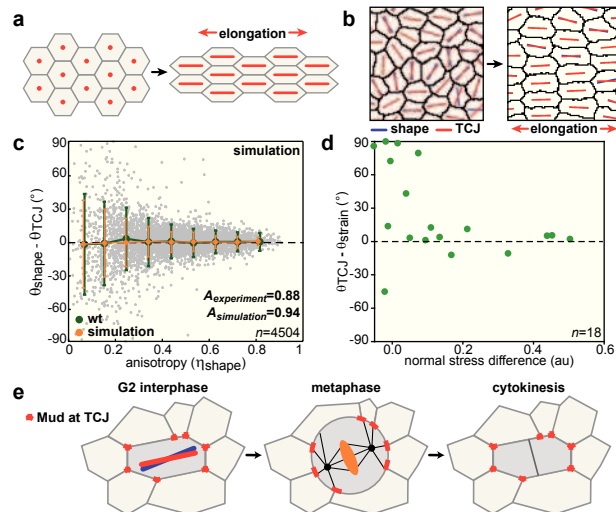 a
elongation
b
shape TCJ
elongation
c
simulation
θshape - θTCJ (°)
90
60
30
0
-30
-60
-90
Aexperiment=0.88
Asimulation=0.94
wt
simulation
n=4504
0 0.2 0.4 0.6 0.8 1
anisotropy (ηshape)
d
θTCJ - θstrain (°)
90
60
30
0
-30
-60
-90
n=18
0.0 0.2 0.4 0.6
normal stress difference (au)
e
G2 interphase metaphase cytokinesis
Mud at TCJ